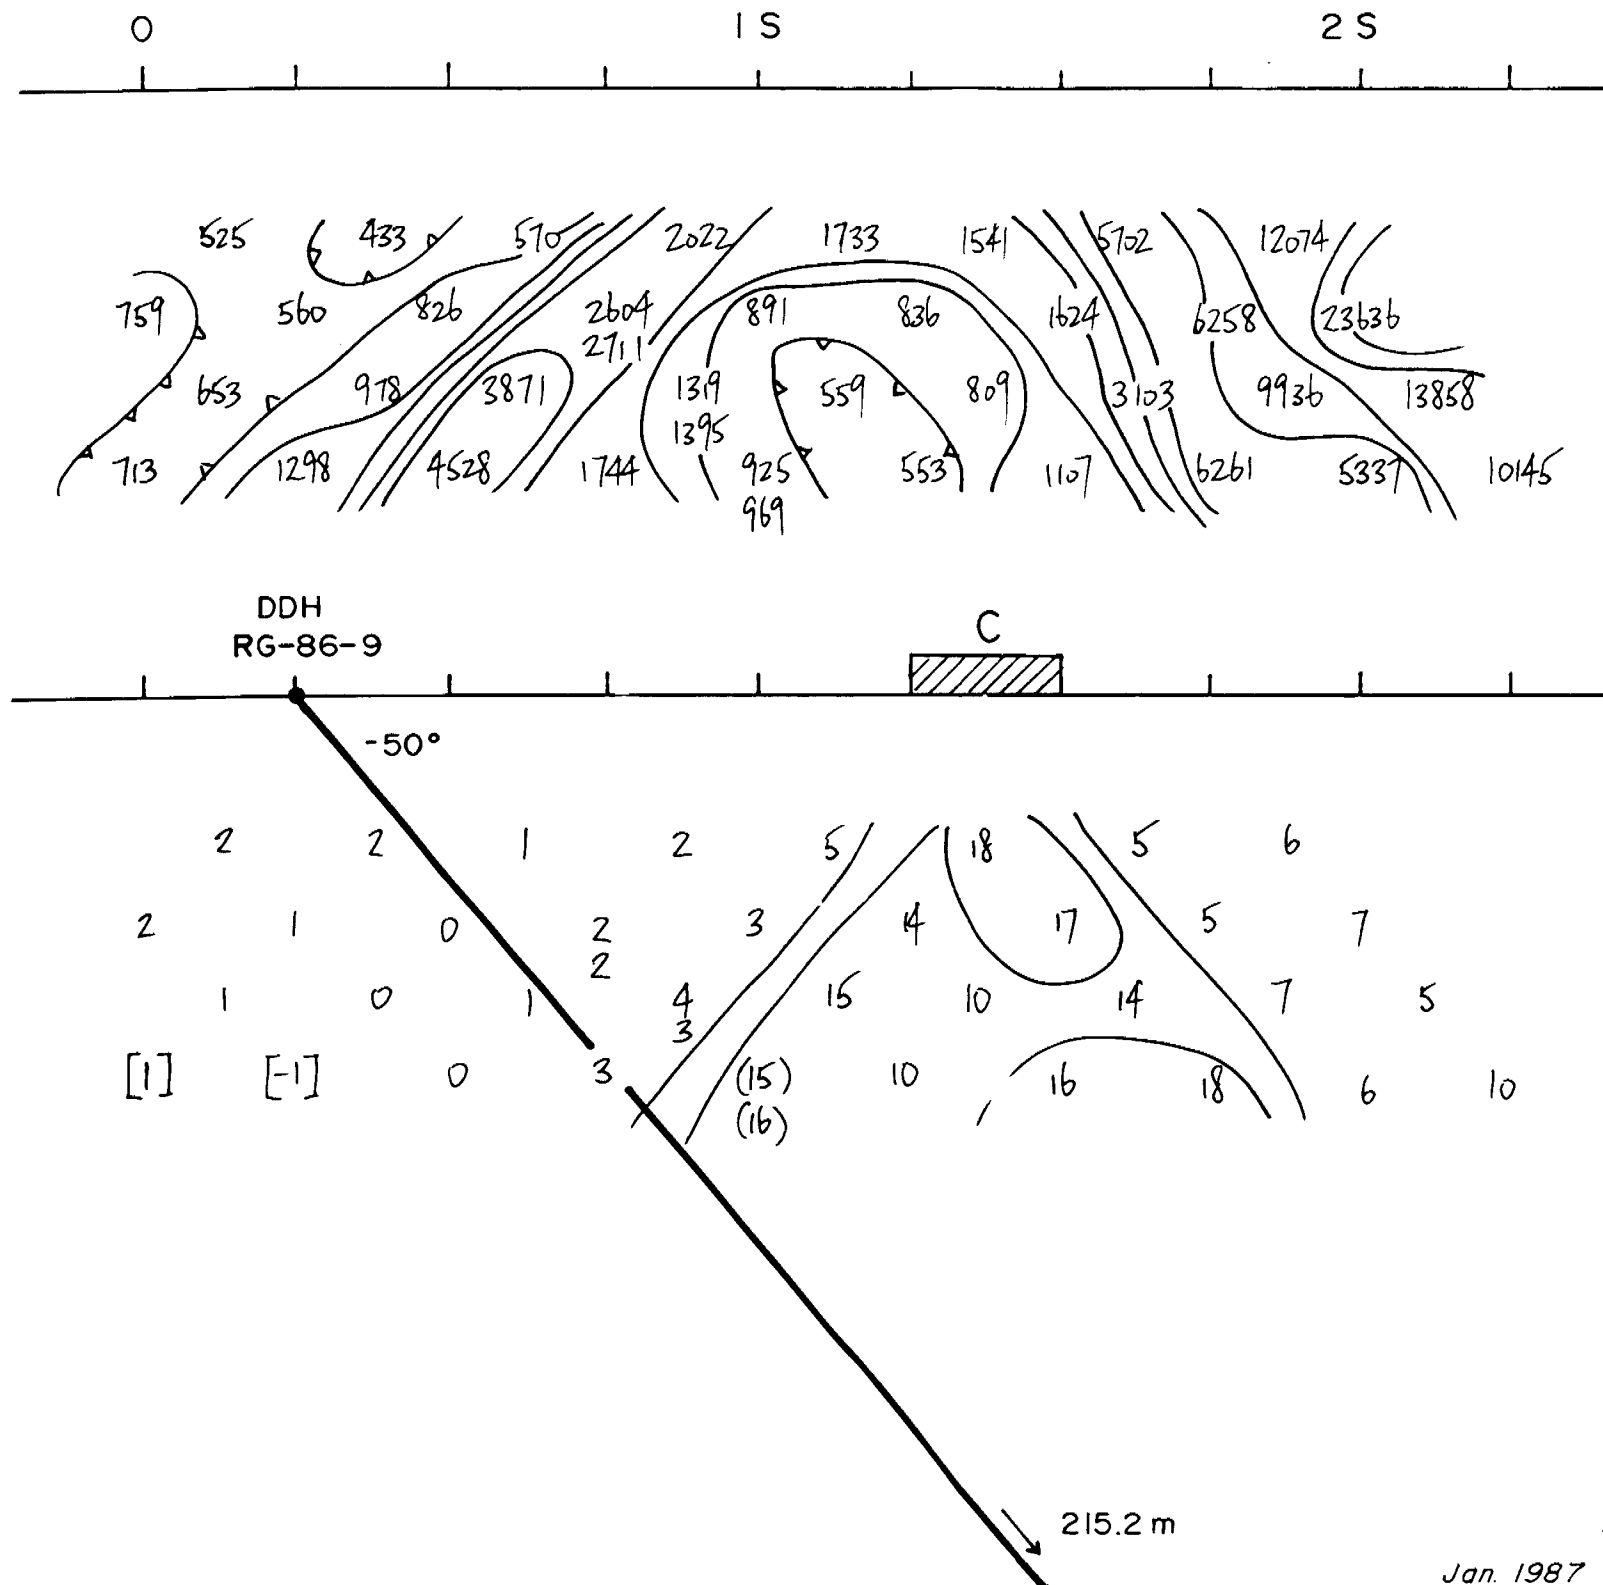 0 1S 2S
525 433 570 2022 1733 1541 5702 12074
759 560 826 2604 891 836 1624 6258 23636
2711
653 978 3871 1319 559 809 3103 9936 13858
1395
713 1298 4528 1744 925 553 1107 6261 5337 10145
969
DDH
RG-86-9
C
-50°
2 2 1 2 5 18 5 6
2 1 0 2 3 14 17 5 7
2
1 0 1 4 15 10 14 7 5
3
[1] [-1] 0 3 (15) 10 16 18 6 10
(16)
215.2 m
Jan. 1987